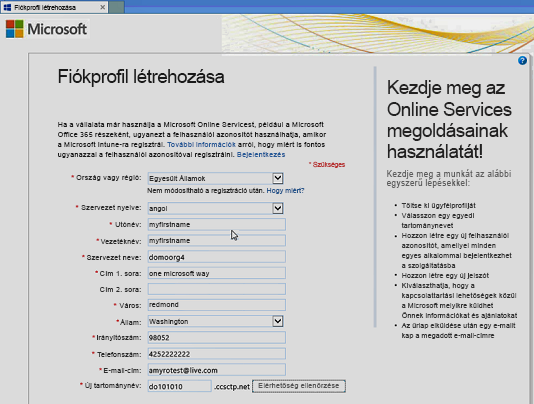 Fiókprofil létrehozása
Microsoft
Fiókprofil létrehozása
Ha a vállalata már használja a Microsoft Online Servicest, például a Microsoft
Office 365 részeként, ugyanezt a felhasználói azonosítót használhatja, amikor
a Microsoft Intune-ra regisztrál. További információk arról, hogy miért is fontos
ugyanazzal a felhasználói azonosítóval regisztrálni. Bejelentkezés
* Szükséges
* Ország vagy régió: Egyesült Államok
Nem módosítható a regisztráció után. Hogy miért?
* Szervezet nyelve: angol
* Utónév: myfirstname
* Vezetéknév: myfirstname
* Szervezet neve: domoorg4
* Cím 1. sora: one microsoft way
Cím 2. sora:
* Város: redmond
* Állam: Washington
* Irányítószám: 98052
* Telefonszám: 4252222222
* E-mail-cím: amyrotest@live.com
* Új tartománynév: do101010 .ccsctp.net Elérhetőség ellenőrzése
Kezdje meg az
Online Services
megoldásainak
használatát!
Kezdje meg a munkát az alábbi
egyszerű lépésekkel:
• Töltse ki ügyfélprofilját
• Válasszon egy egyedi
tartománynevet
• Hozzon létre egy új felhasználói
azonosítót, amellyel minden
egyes alkalommal bejelentkezhet
a szolgáltatásba
• Hozzon létre egy új jelszót
• Kiválaszthatja, hogy a
kapcsolattartási lehetőségek közül
a Microsoft melyikre küldhet
Önnek információkat és ajánlatokat
• Az űrlap elküldése után egy e-mailt
kap a megadott e-mail-címre